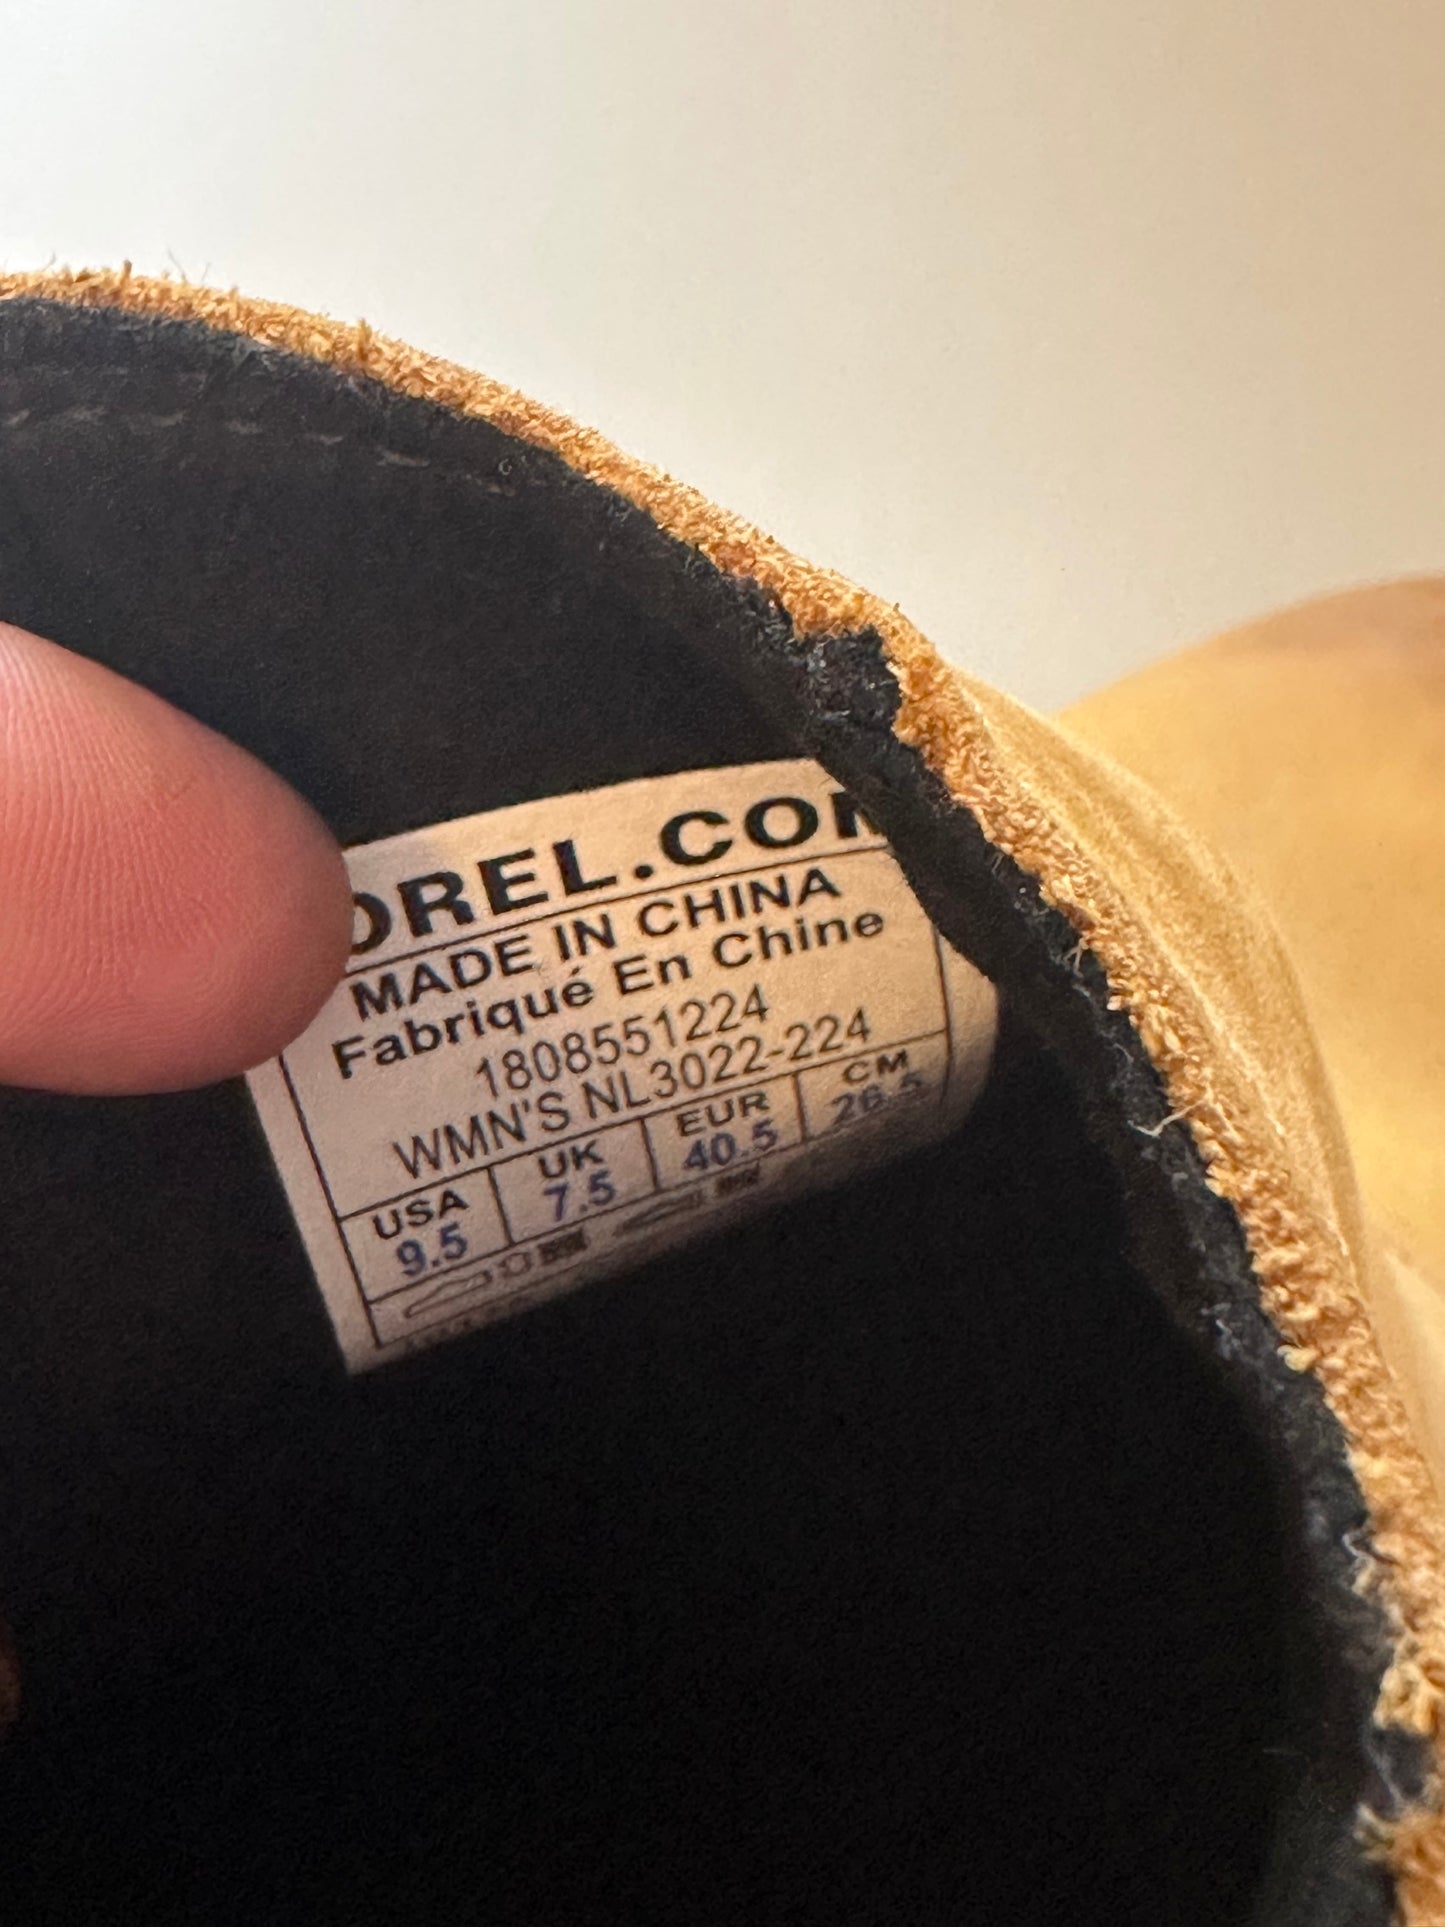 OREL.COM
MADE IN CHINA
Fabriqué En Chine
1808551224
WMN'S NL3022-224
USA UK EUR CM
9.5 7.5 40.5 26.5